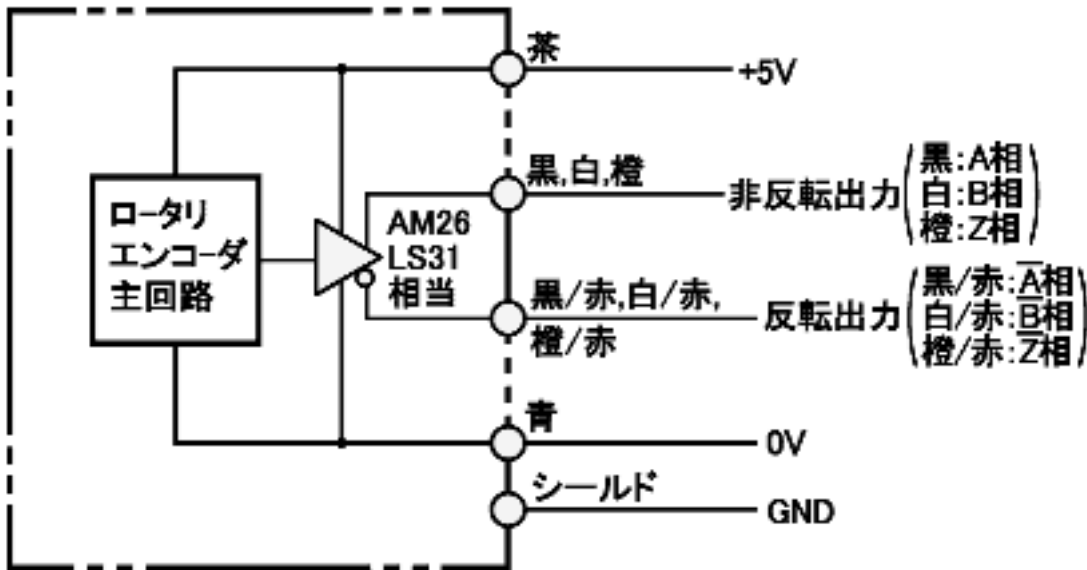 茶
+5V
黒,白,橙
非反転出力
黒:A相
白:B相
橙:Z相
ロータリ
エンコーダ
主回路
AM26
LS31
相当
黒/赤,白/赤,
橙/赤
反転出力
黒/赤:A̅相
白/赤:B̅相
橙/赤:Z̅相
青
0V
シールド
GND